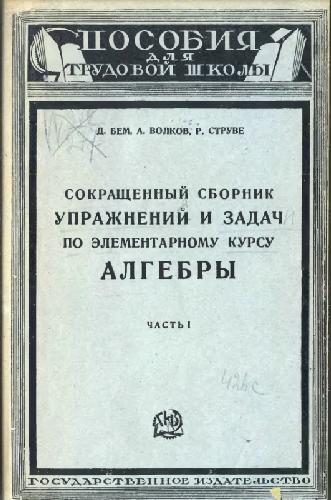 ПОСОБИЯ
ДЛЯ
ТРУДОВОЙ ШКОЛЫ
Д. БЕМ, А. ВОЛКОВ, Р. СТРУВЕ
СОКРАЩЕННЫЙ СБОРНИК
УПРАЖНЕНИЙ И ЗАДАЧ
ПО ЭЛЕМЕНТАРНОМУ КУРСУ
АЛГЕБРЫ
ЧАСТЬ I
ГОСУДАРСТВЕННОЕ ИЗДАТЕЛЬСТВО